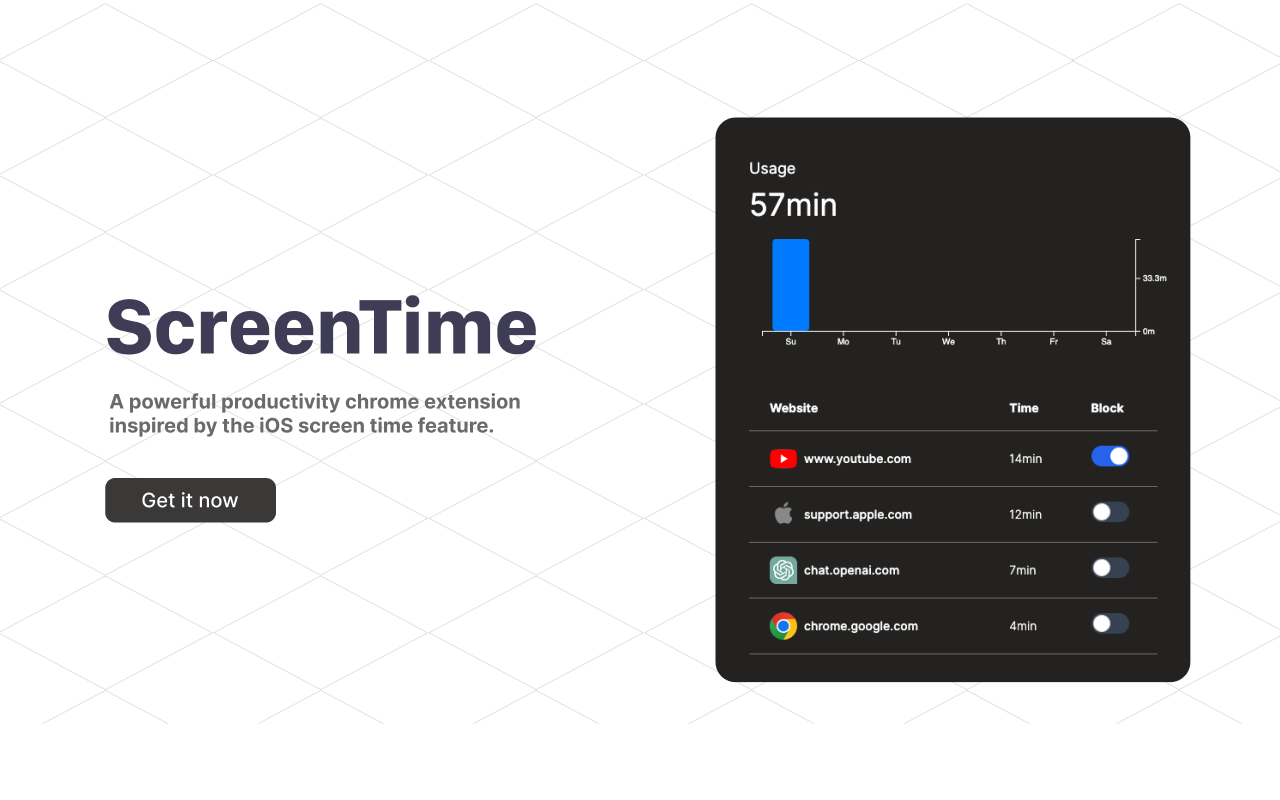 ScreenTime
A powerful productivity chrome extension
inspired by the iOS screen time feature.
Get it now
Usage
57min
33.3m
0m
Su Mo Tu We Th Fr Sa
Website Time Block
www.youtube.com 14min
support.apple.com 12min
chat.openai.com 7min
chrome.google.com 4min